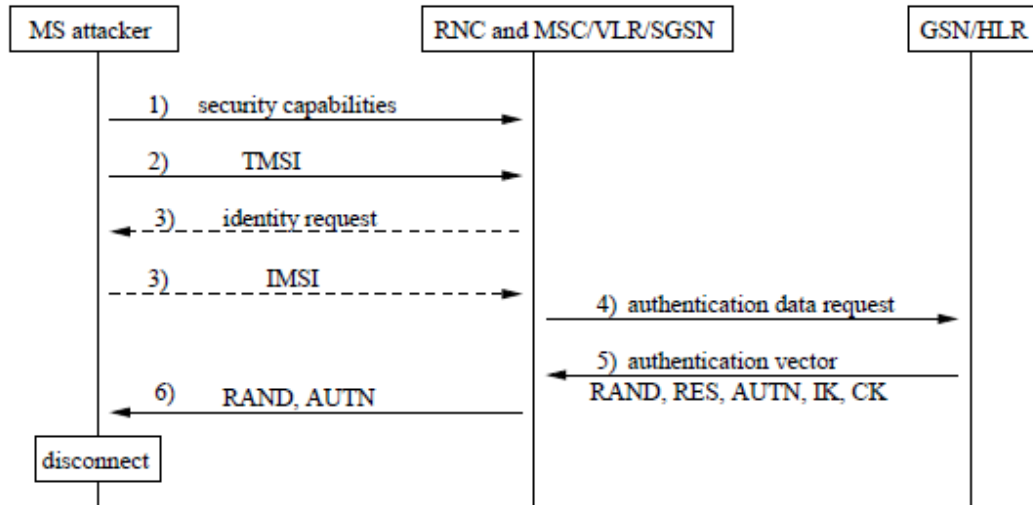 MS attacker
RNC and MSC/VLR/SGSN
GSN/HLR
1) security capabilities
2) TMSI
3) identity request
3) IMSI
4) authentication data request
5) authentication vector
RAND, RES, AUTN, IK, CK
6) RAND, AUTN
disconnect